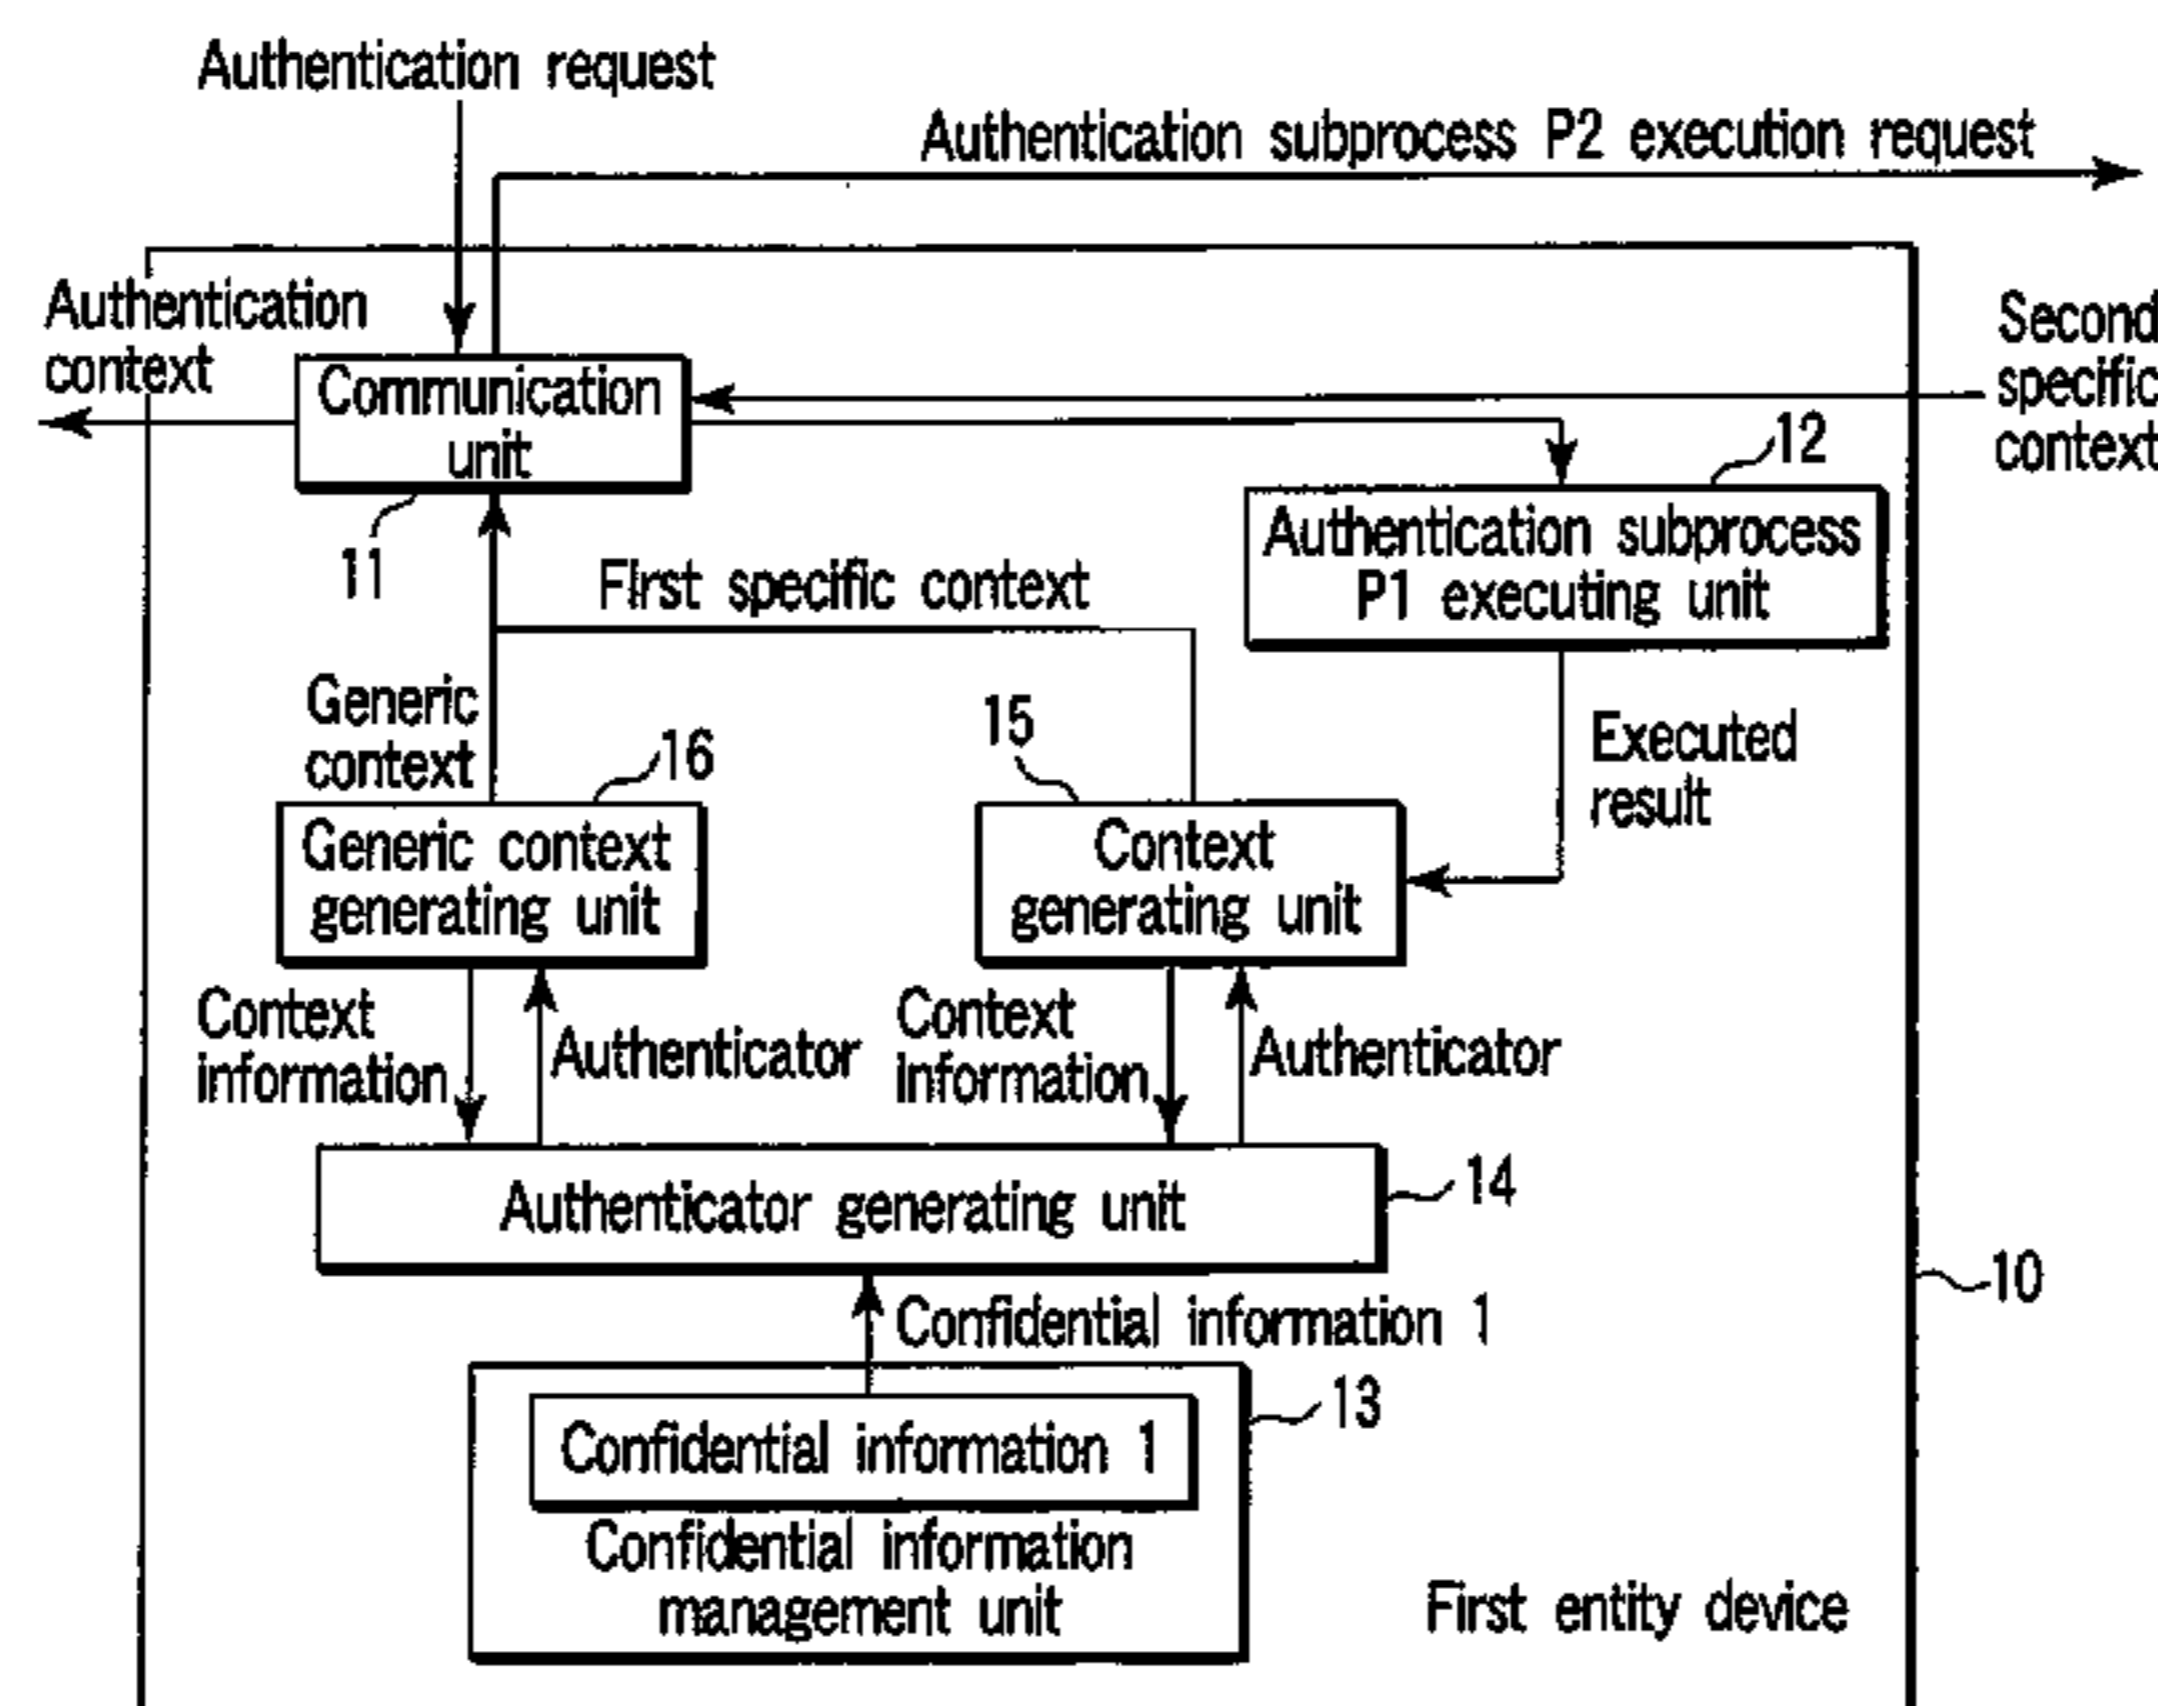 Authentication request
Authentication subprocess P2 execution request
Authentication
context
Second
specific
context
Communication
unit
11
12
Authentication subprocess
P1 executing unit
First specific context
Generic
context
16
15
Executed
result
Generic context
generating unit
Context
generating unit
Context
information
Authenticator
Context
information
Authenticator
Authenticator generating unit
14
10
Confidential information 1
13
Confidential information 1
Confidential information
management unit
First entity device